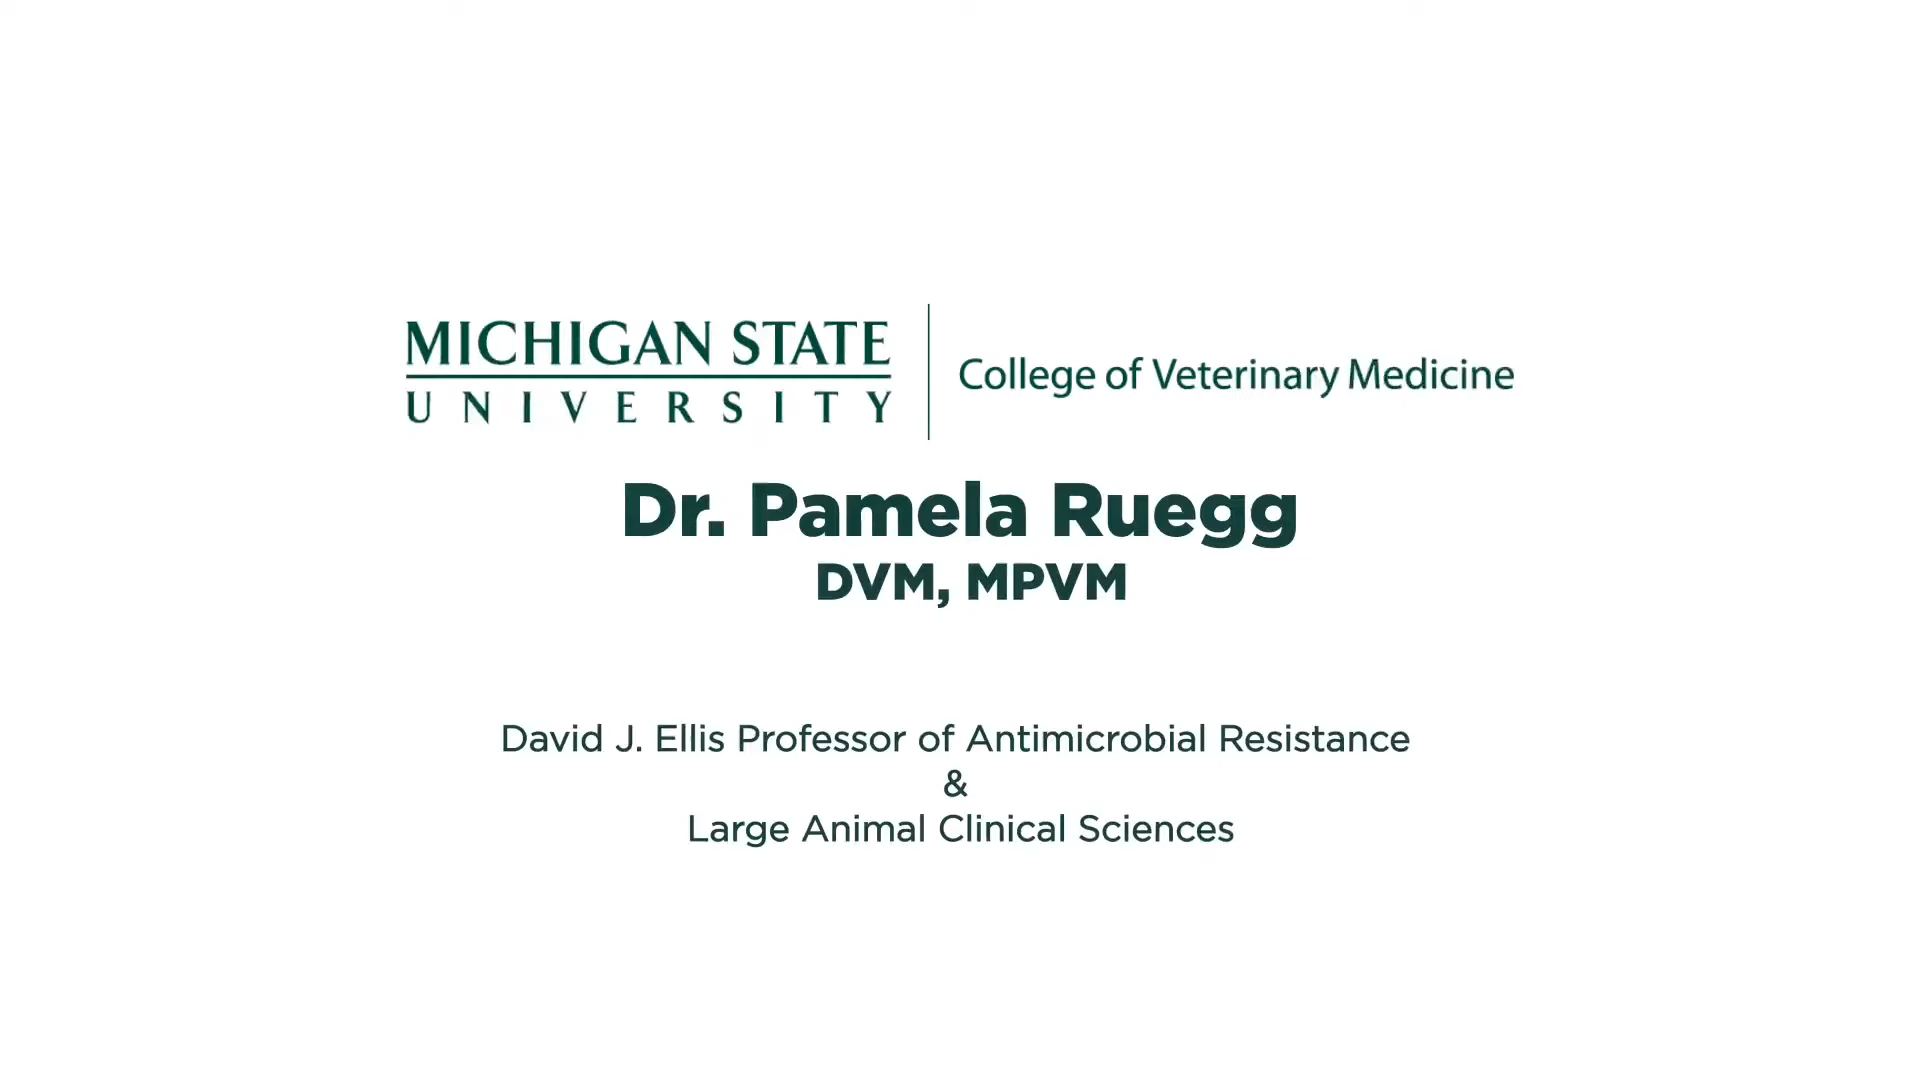 MICHIGAN STATE
UNIVERSITY
College of Veterinary Medicine
Dr. Pamela Ruegg
DVM, MPVM
David J. Ellis Professor of Antimicrobial Resistance
&
Large Animal Clinical Sciences